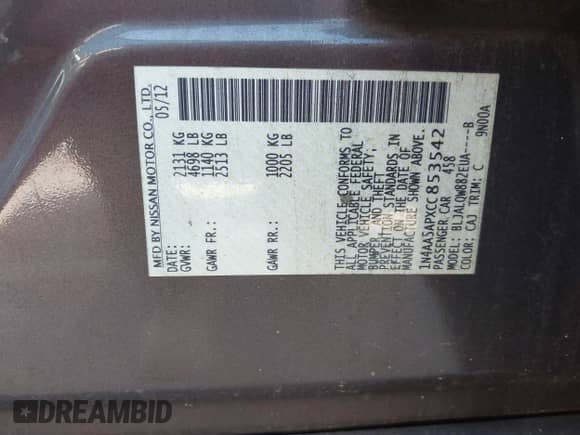 MFD BY NISSAN MOTOR CO., LTD.
DATE: 05/12
GVWR: 2131 KG
4698 LB
GAWR FR.: 1140 KG
2513 LB
GAWR RR.: 1000 KG
2205 LB
THIS VEHICLE CONFORMS TO
ALL APPLICABLE FEDERAL
MOTOR VEHICLE SAFETY,
BUMPER AND THEFT
PREVENTION STANDARDS IN
EFFECT ON THE DATE OF
MANUFACTURE SHOWN ABOVE.
1N4AA5APXCC853542
PASSENGER CAR 458
MODEL: BLJALQW882EUA----B
COLOR: CAJ TRIM: C 9N00A
DREAMBID